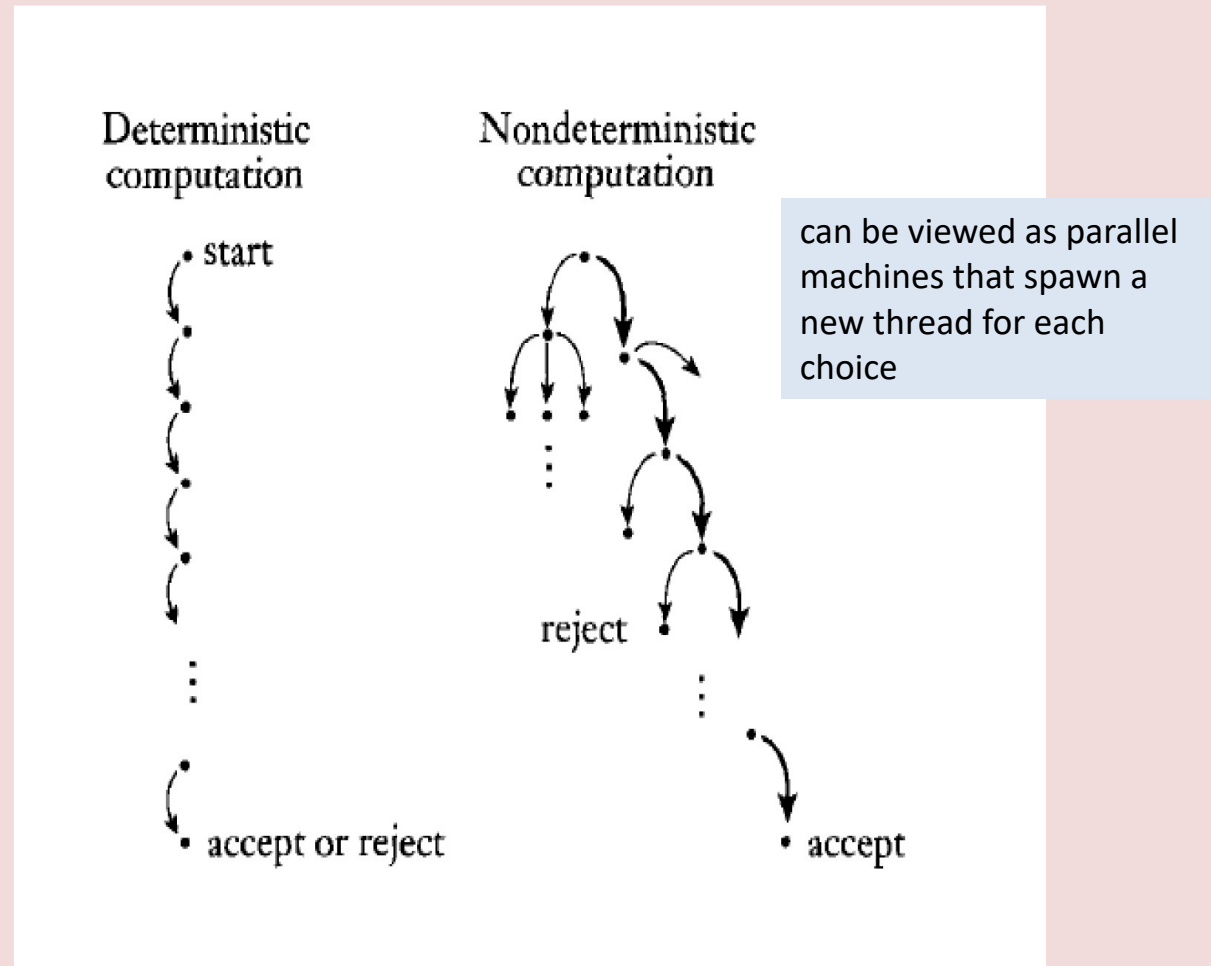 Deterministic
computation
Nondeterministic
computation
start
can be viewed as parallel
machines that spawn a
new thread for each
choice
reject
accept or reject
accept